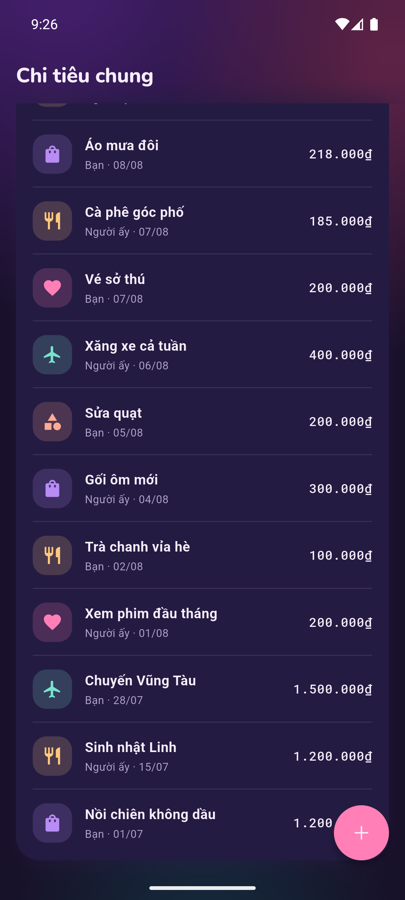 9:26
Chi tiêu chung
Áo mưa đôi
218.000₫
Bạn · 08/08
Cà phê góc phố
185.000₫
Người ấy · 07/08
Vé sở thú
200.000₫
Bạn · 07/08
Xăng xe cả tuần
400.000₫
Người ấy · 06/08
Sửa quạt
200.000₫
Bạn · 05/08
Gối ôm mới
300.000₫
Người ấy · 04/08
Trà chanh vỉa hè
100.000₫
Bạn · 02/08
Xem phim đầu tháng
200.000₫
Người ấy · 01/08
Chuyến Vũng Tàu
1.500.000₫
Bạn · 28/07
Sinh nhật Linh
1.200.000₫
Người ấy · 15/07
Nồi chiên không dầu
1.200
Bạn · 01/07